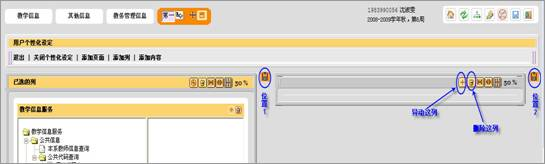 教学信息 其他信息 教务管理信息 第一
1983990036 沈波雯
2008-2009学年秋，第6周
用户个性化设定
退出 | 关闭个性化设定 | 添加页面 | 添加列 | 添加内容
已选的列 50 % 位置1 50 % 位置2
教学信息服务
移动这列 删除这列
教学信息服务
公共信息
本系教师信息查询
公共代码查询